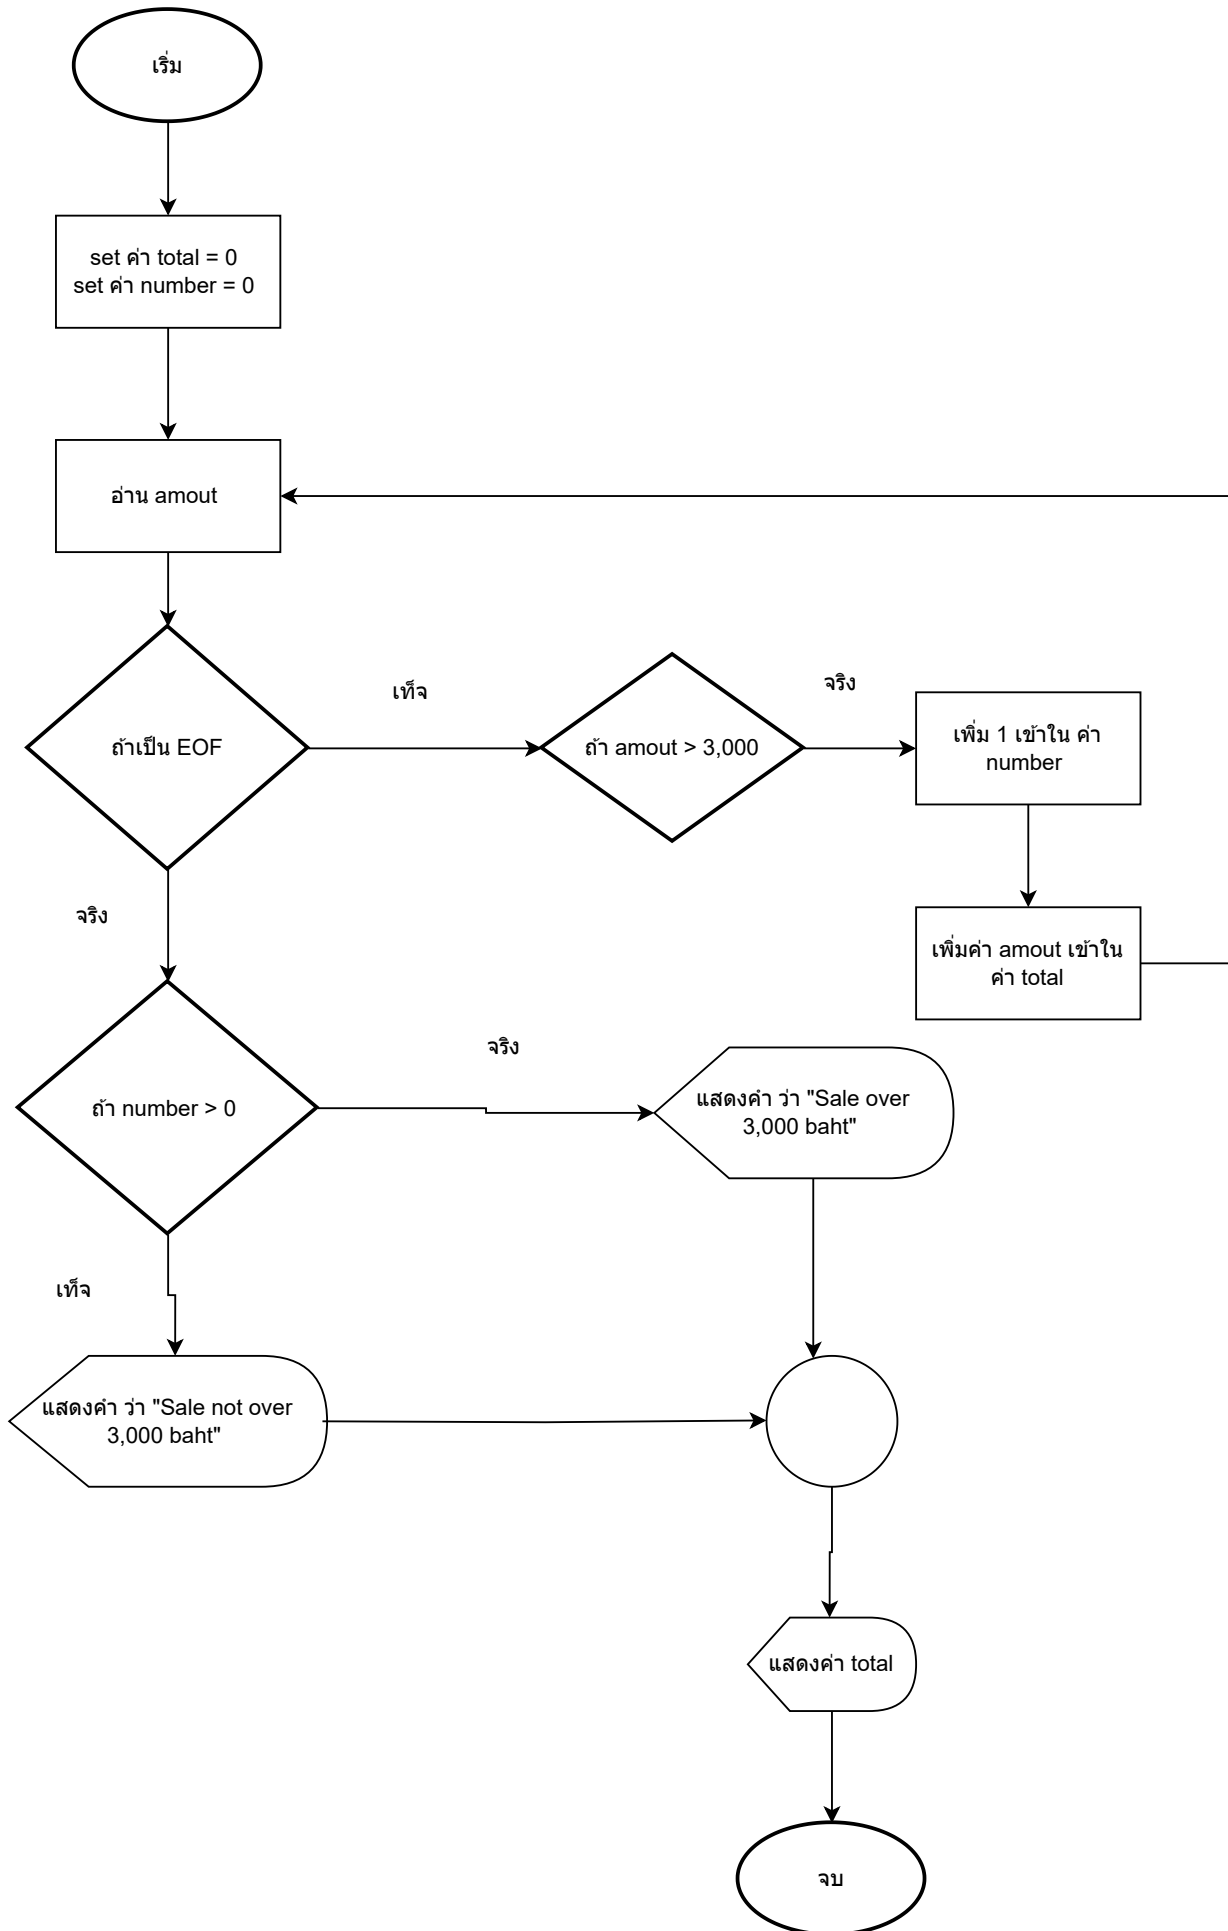 เริ่ม
set ค่า total = 0
set ค่า number = 0
อ่าน amout
ถ้าเป็น EOF
เท็จ
ถ้า amout > 3,000
จริง
เพิ่ม 1 เข้าใน ค่า
number
จริง
เพิ่มค่า amout เข้าใน
ค่า total
ถ้า number > 0
จริง
แสดงคำ ว่า "Sale over
3,000 baht"
เท็จ
แสดงคำ ว่า "Sale not over
3,000 baht"
แสดงค่า total
จบ